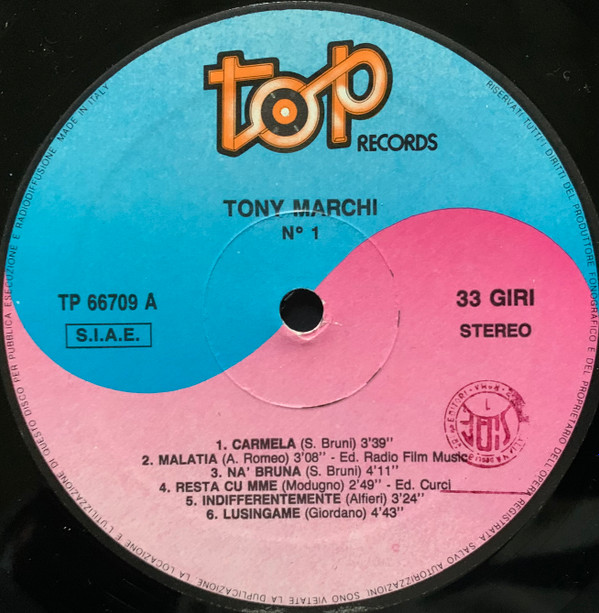 top
RECORDS
TONY MARCHI
N° 1
TP 66709 A
33 GIRI
S.I.A.E.
STEREO
1. CARMELA (S. Bruni) 3'39''
2. MALATIA (A. Romeo) 3'08'' - Ed. Radio Film Music
3. NA' BRUNA (S. Bruni) 4'11''
4. RESTA CU MME (Modugno) 2'49'' - Ed. Curci
5. INDIFFERENTEMENTE (Alfieri) 3'24''
6. LUSINGAME (Giordano) 4'43''
RISERVATI TUTTI I DIRITTI DEL PRODUTTORE FONOGRAFICO E DEL PROPRIETARIO DELL'OPERA REGISTRATA SALVO AUTORIZZAZIONI, SONO VIETATE LA DUPLICAZIONE LA LOCAZIONE E L'UTILIZZAZIONE DI QUESTO DISCO PER PUBBLICA ESECUZIONE E RADIODIFFUSIONE. MADE IN ITALY